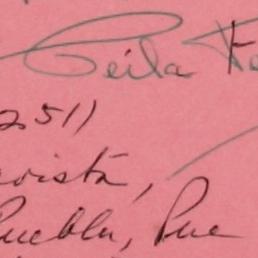 Leila
251)
vista,
Puebla, Pue